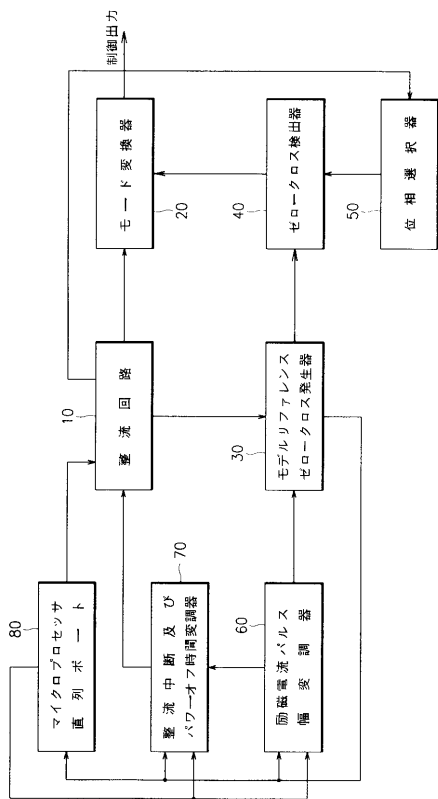 80
マイクロプロセッサ
直列ポート
10
整流回路
20
モード変換器
制御出力
70
整流中断及び
パワーオフ時間変調器
60
励磁電流パルス
幅変調器
30
モデルリファレンス
ゼロークロス発生器
40
ゼロークロス検出器
50
位相選択器